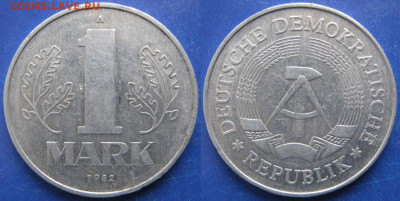 COINS.LAVE.RU
A
1
MARK
1982
DEUTSCHE DEMOKRATISCHE
* REPUBLIK *